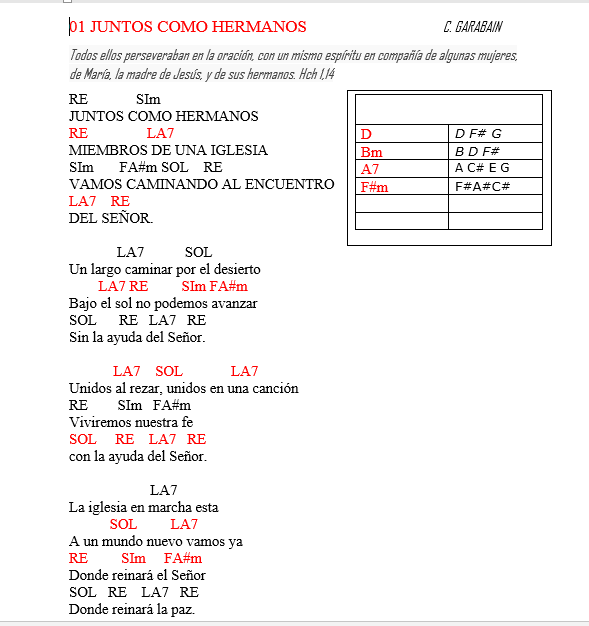 01 JUNTOS COMO HERMANOS C. GARABAIN
Todos ellos perseveraban en la oración, con un mismo espíritu en compañía de algunas mujeres,
de María, la madre de Jesús, y de sus hermanos. Hch 1,14
RE SIm
JUNTOS COMO HERMANOS
RE LA7
MIEMBROS DE UNA IGLESIA
SIm FA#m SOL RE
VAMOS CAMINANDO AL ENCUENTRO
LA7 RE
DEL SEÑOR.
D D F# G
Bm B D F#
A7 A C# E G
F#m F#A#C#
LA7 SOL
Un largo caminar por el desierto
LA7 RE SIm FA#m
Bajo el sol no podemos avanzar
SOL RE LA7 RE
Sin la ayuda del Señor.
LA7 SOL LA7
Unidos al rezar, unidos en una canción
RE SIm FA#m
Viviremos nuestra fe
SOL RE LA7 RE
con la ayuda del Señor.
LA7
La iglesia en marcha esta
SOL LA7
A un mundo nuevo vamos ya
RE SIm FA#m
Donde reinará el Señor
SOL RE LA7 RE
Donde reinará la paz.